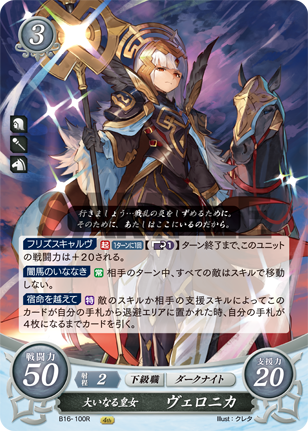 3
行きましょう…戦乱の炎をしずめるために。
そのために、あたしはここにいるのだから。
フリズスキャルヴ 起 1ターンに1回 ターン終了まで、このユニット
の戦闘力は+20される。
闇馬のいななき 常 相手のターン中、すべての敵はスキルで移動
しない。
宿命を越えて 特 敵のスキルか相手の支援スキルによってこの
カードが自分の手札から退避エリアに置かれた時、自分の手札が
4枚になるまでカードを引く。
戦闘力 50 射程 2 下級職 ダークナイト 支援力 20
大いなる皇女 ヴェロニカ
B16-100R 4th Illust:クレタ